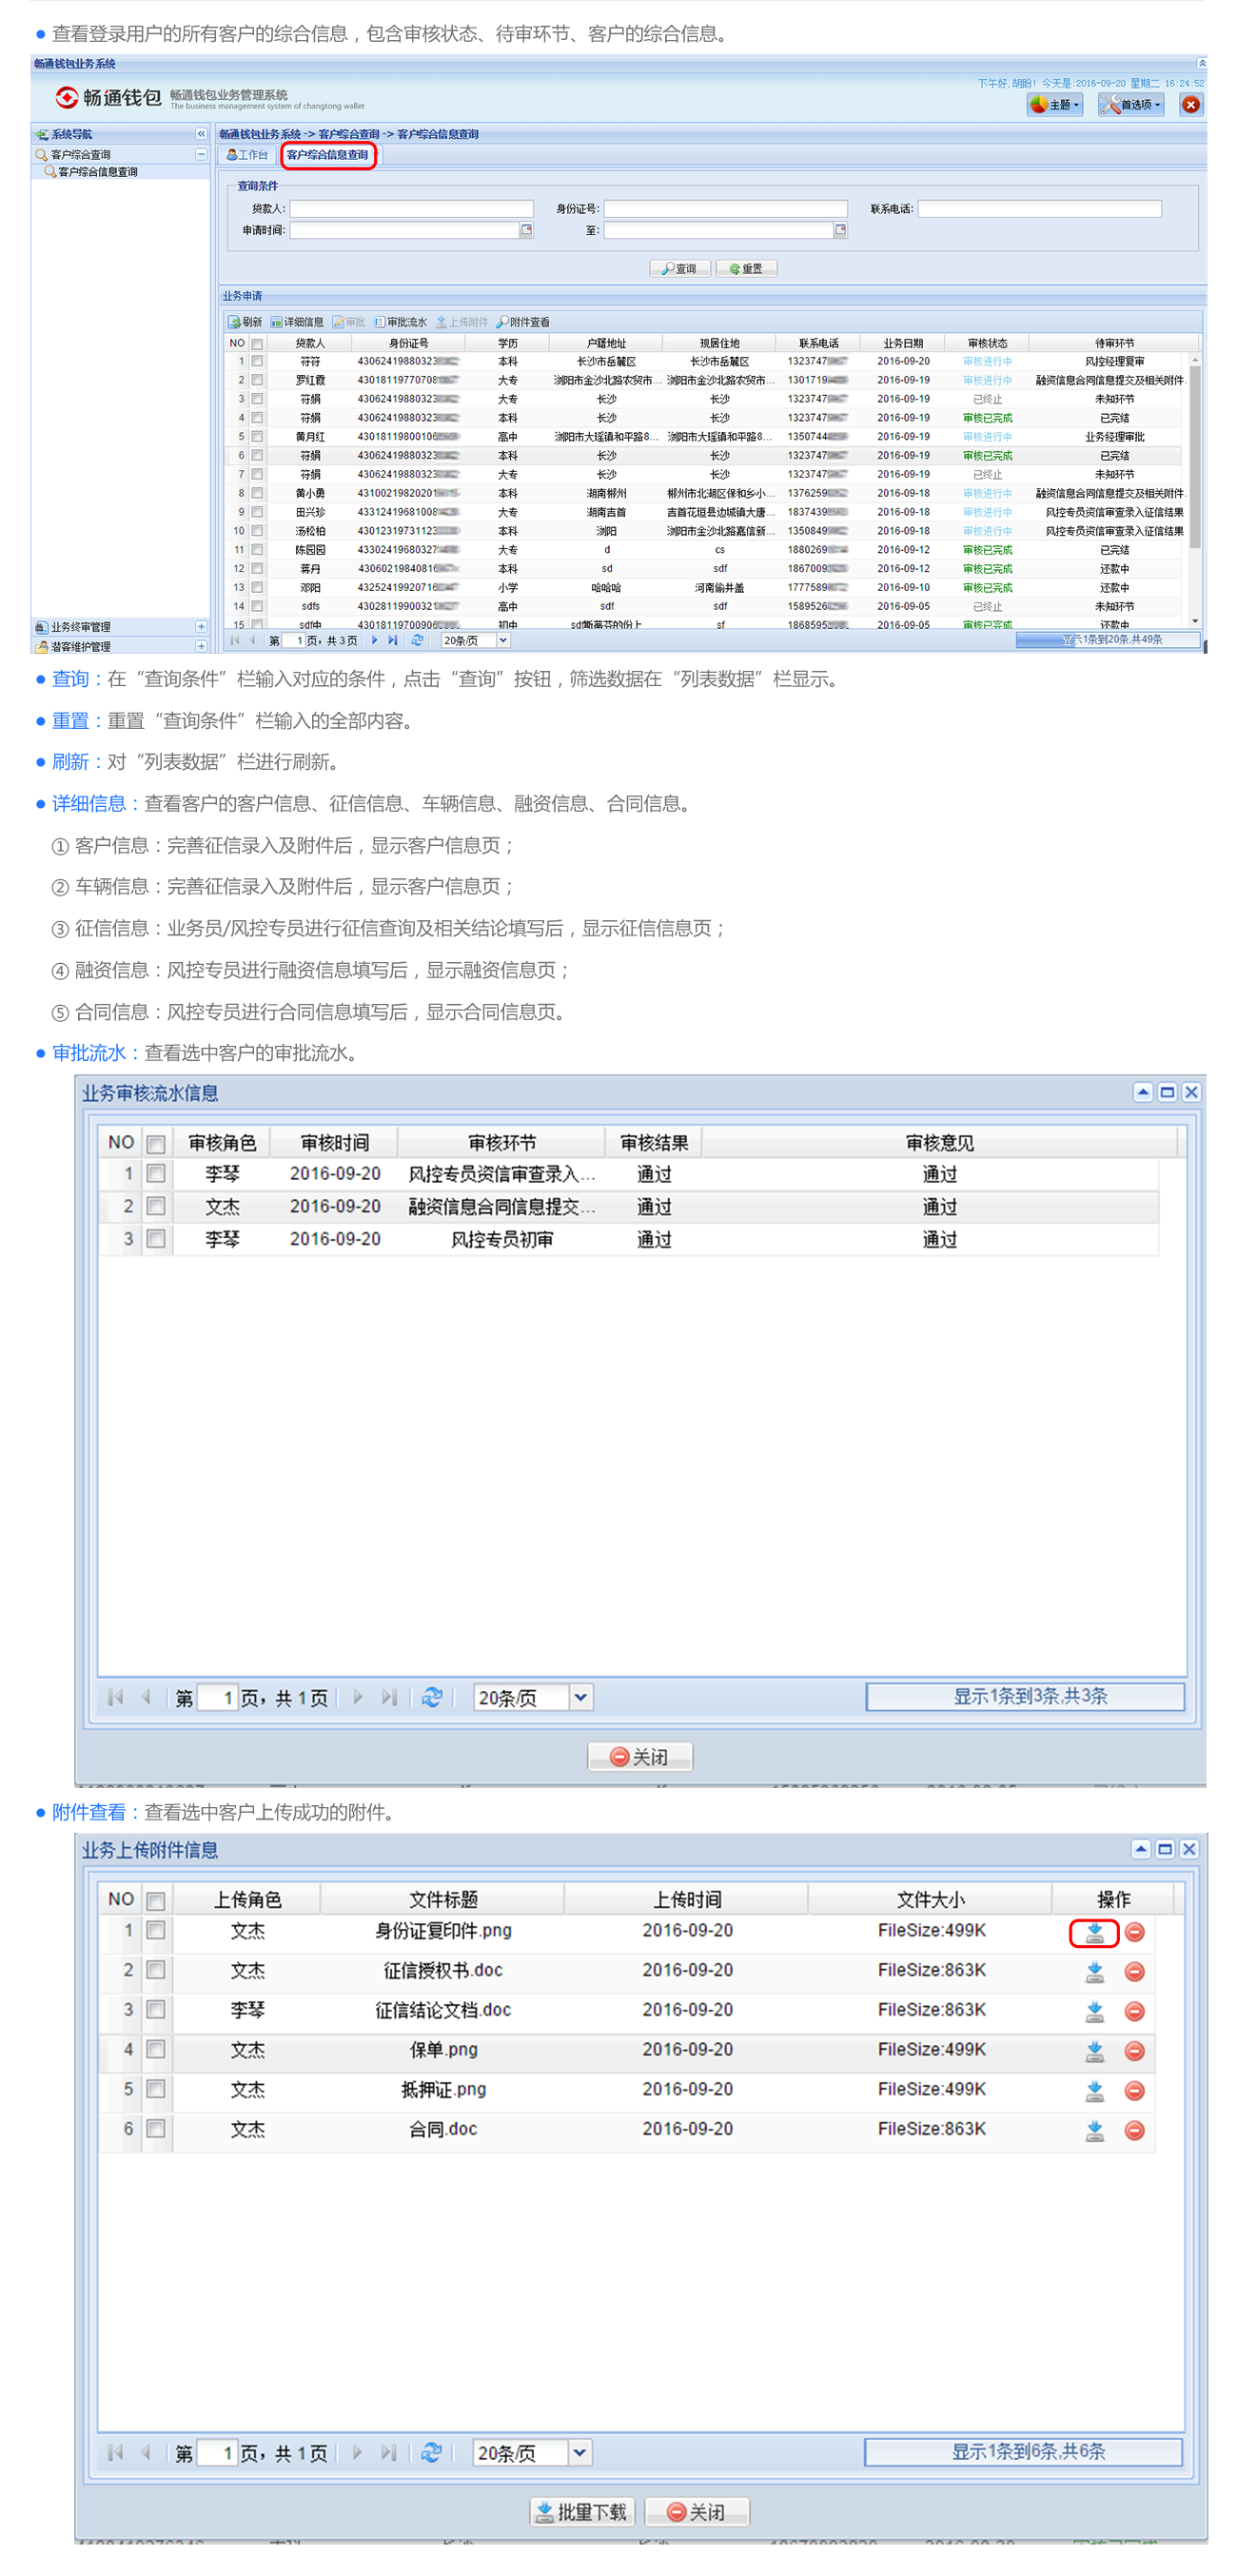 ● 查看登录用户的所有客户的综合信息，包含审核状态、待审环节、客户的综合信息。
畅通钱包业务系统
畅通钱包 畅通钱包业务管理系统
The business management system of changtong wallet
下午好,胡盼! 今天是:2016-09-20 星期二 16:24:52
主题 首选项
系统导航
客户综合查询
客户综合信息查询
畅通钱包业务系统 -> 客户综合查询 -> 客户综合信息查询
工作台 客户综合信息查询
查询条件
贷款人: 身份证号: 联系电话:
申请时间: 至:
查询 重置
业务申请
刷新 详细信息 审批 审批流水 上传附件 附件查看
NO 贷款人 身份证号 学历 户籍地址 现居住地 联系电话 业务日期 审核状态 待审环节
1 符符 43062419880323 本科 长沙市岳麓区 长沙市岳麓区 1323747 2016-09-20 审核进行中 风控经理复审
2 罗红霞 43018119770708 大专 浏阳市金沙北路农贸市... 浏阳市金沙北路农贸市... 1301719 2016-09-19 审核进行中 融资信息合同信息提交及相关附件
3 符娟 43062419880323 大专 长沙 长沙 1323747 2016-09-19 已终止 未知环节
4 符娟 43062419880323 本科 长沙 长沙 1323747 2016-09-19 审核已完成 已完结
5 黄月红 43018119800106 高中 浏阳市大瑶镇和平路8... 浏阳市大瑶镇和平路8... 1350744 2016-09-19 审核进行中 业务经理审批
6 符娟 43062419880323 本科 长沙 长沙 1323747 2016-09-19 审核已完成 已完结
7 符娟 43062419880323 大专 长沙 长沙 1323747 2016-09-19 已终止 未知环节
8 黄小勇 43100219820201 本科 湖南郴州 郴州市北湖区保和乡小... 1376259 2016-09-18 审核进行中 融资信息合同信息提交及相关附件
9 田兴珍 43312419681008 大专 湖南吉首 吉首花垣县边城镇大唐... 1837439 2016-09-18 审核进行中 风控专员资信审查录入征信结果
10 汤松柏 43012319731123 本科 浏阳 浏阳市金沙北路嘉信新... 1350849 2016-09-18 审核进行中 风控专员资信审查录入征信结果
11 陈园园 43302419680327 大专 d cs 1880269 2016-09-12 审核已完成 已完结
12 蒋丹 43060219840816 本科 sd sdf 1867009 2016-09-12 审核已完成 还款中
13 邓阳 43252419920716 小学 哈哈哈 河南偷井盖 1777589 2016-09-10 审核已完成 还款中
14 sdfs 43028119900321 高中 sdf sdf 1589526 2016-09-05 已终止 未知环节
15 sdf中 43018119700906 初中 sd斯蒂芬的份上 sf 1868595 2016-09-05 审核已完成 还款中
业务终审管理
潜客维护管理
第 1 页，共 3 页 20条/页 显示1条到20条,共49条
● 查询：在“查询条件”栏输入对应的条件，点击“查询”按钮，筛选数据在“列表数据”栏显示。
● 重置：重置“查询条件”栏输入的全部内容。
● 刷新：对“列表数据”栏进行刷新。
● 详细信息：查看客户的客户信息、征信信息、车辆信息、融资信息、合同信息。
① 客户信息：完善征信录入及附件后，显示客户信息页；
② 车辆信息：完善征信录入及附件后，显示客户信息页；
③ 征信信息：业务员/风控专员进行征信查询及相关结论填写后，显示征信信息页；
④ 融资信息：风控专员进行融资信息填写后，显示融资信息页；
⑤ 合同信息：风控专员进行合同信息填写后，显示合同信息页。
● 审批流水：查看选中客户的审批流水。
业务审核流水信息
NO 审核角色 审核时间 审核环节 审核结果 审核意见
1 李琴 2016-09-20 风控专员资信审查录入... 通过 通过
2 文杰 2016-09-20 融资信息合同信息提交... 通过 通过
3 李琴 2016-09-20 风控专员初审 通过 通过
第 1 页，共 1 页 20条/页 显示1条到3条,共3条
关闭
● 附件查看：查看选中客户上传成功的附件。
业务上传附件信息
NO 上传角色 文件标题 上传时间 文件大小 操作
1 文杰 身份证复印件.png 2016-09-20 FileSize:499K
2 文杰 征信授权书.doc 2016-09-20 FileSize:863K
3 李琴 征信结论文档.doc 2016-09-20 FileSize:863K
4 文杰 保单.png 2016-09-20 FileSize:499K
5 文杰 抵押证.png 2016-09-20 FileSize:499K
6 文杰 合同.doc 2016-09-20 FileSize:863K
第 1 页，共 1 页 20条/页 显示1条到6条,共6条
批里下载 关闭